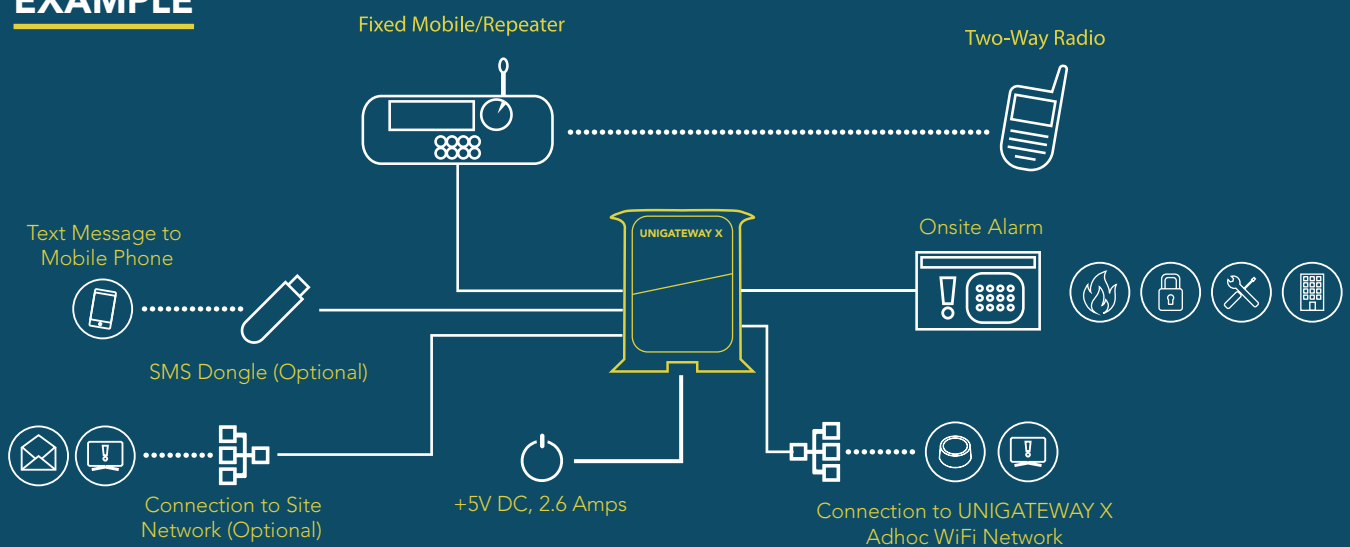 EXAMPLE
Fixed Mobile/Repeater
Two-Way Radio
Text Message to
Mobile Phone
UNIGATEWAY X
Onsite Alarm
SMS Dongle (Optional)
Connection to Site
Network (Optional)
+5V DC, 2.6 Amps
Connection to UNIGATEWAY X
Adhoc WiFi Network